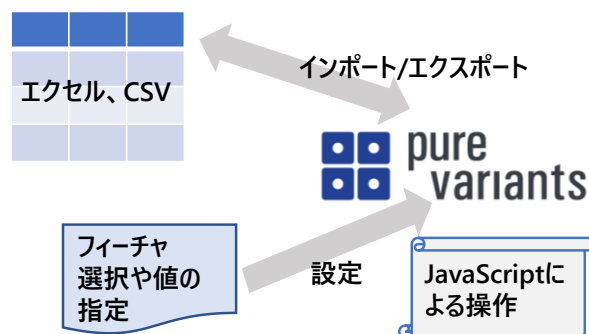 インポート/エクスポート
エクセル、CSV
pure
variants
フィーチャ
選択や値の
指定
設定
JavaScriptに
よる操作